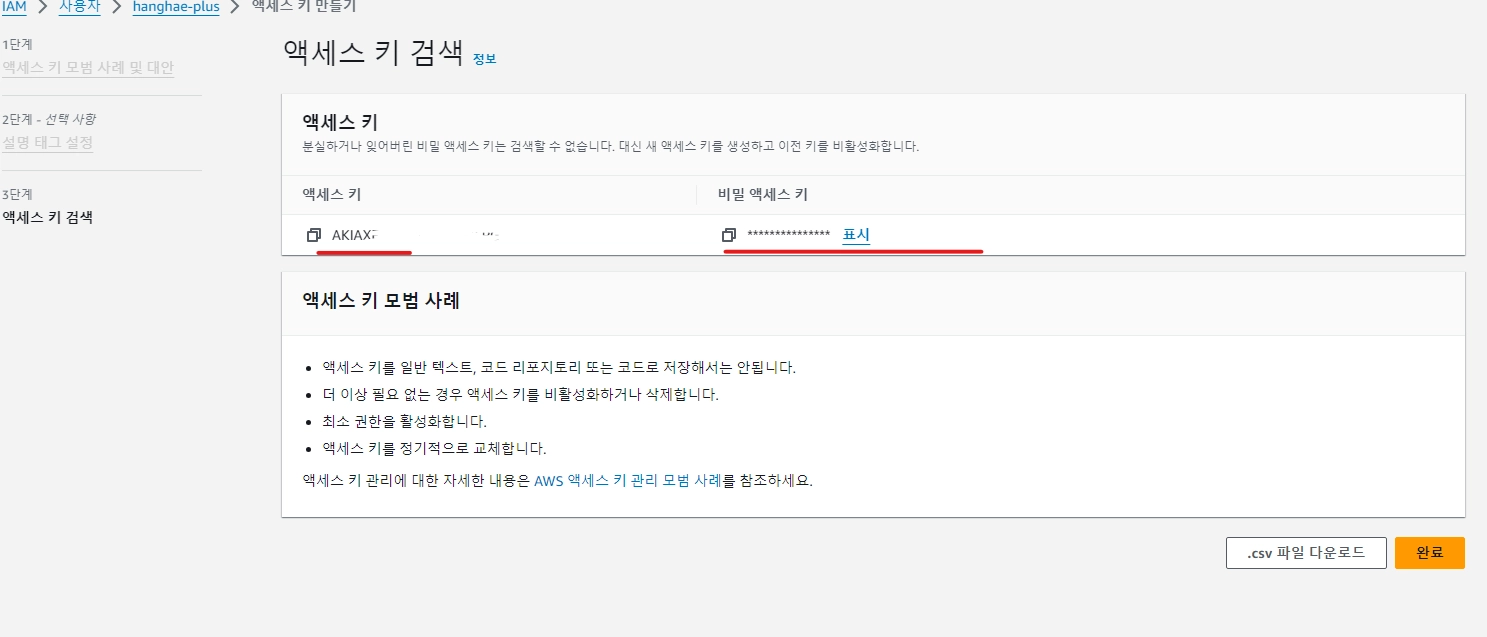 IAM > 사용자 > hanghae-plus > 액세스 키 만들기
1단계
액세스 키 모범 사례 및 대안
2단계 - 선택 사항
설명 태그 설정
3단계
액세스 키 검색
액세스 키 검색 정보
액세스 키
분실하거나 잊어버린 비밀 액세스 키는 검색할 수 없습니다. 대신 새 액세스 키를 생성하고 이전 키를 비활성화합니다.
액세스 키 비밀 액세스 키
AKIAX *************** 표시
액세스 키 모범 사례
• 액세스 키를 일반 텍스트, 코드 리포지토리 또는 코드로 저장해서는 안됩니다.
• 더 이상 필요 없는 경우 액세스 키를 비활성화하거나 삭제합니다.
• 최소 권한을 활성화합니다.
• 액세스 키를 정기적으로 교체합니다.
액세스 키 관리에 대한 자세한 내용은 AWS 액세스 키 관리 모범 사례를 참조하세요.
.csv 파일 다운로드 완료